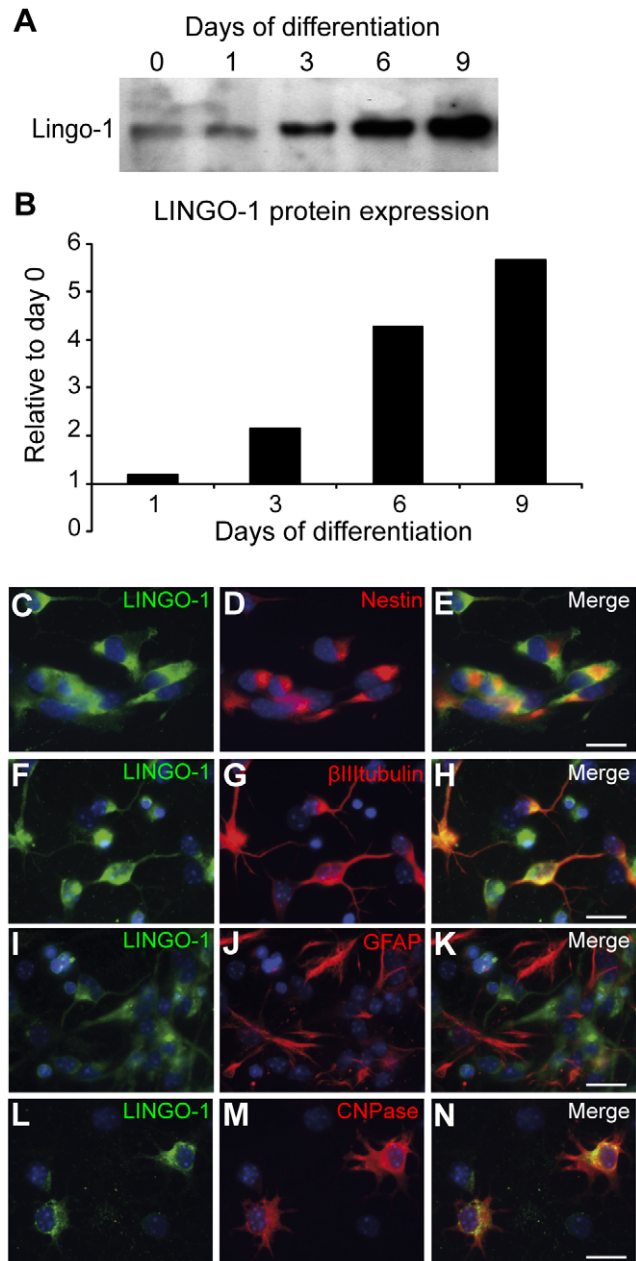 A
Days of differentiation
0 1 3 6 9
Lingo-1
B
LINGO-1 protein expression
Relative to day 0
6
5
4
3
2
1
0
1 3 6 9
Days of differentiation
C LINGO-1 D Nestin E Merge
F LINGO-1 G βIIItubulin H Merge
I LINGO-1 J GFAP K Merge
L LINGO-1 M CNPase N Merge